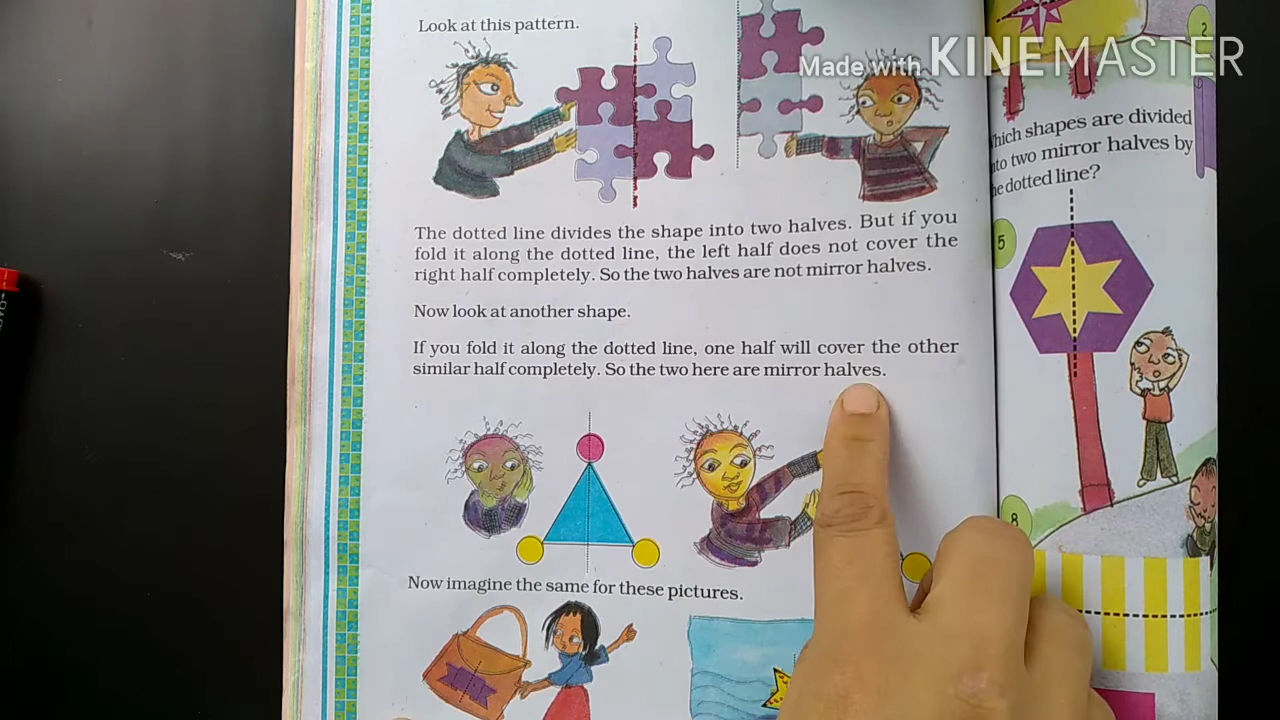 Look at this pattern.
Made with KINEMASTER
The dotted line divides the shape into two halves. But if you
fold it along the dotted line, the left half does not cover the
right half completely. So the two halves are not mirror halves.
Now look at another shape.
If you fold it along the dotted line, one half will cover the other
similar half completely. So the two here are mirror halves.
Now imagine the same for these pictures.
2
shapes are divided
two mirror halves by
dotted line?
5
8